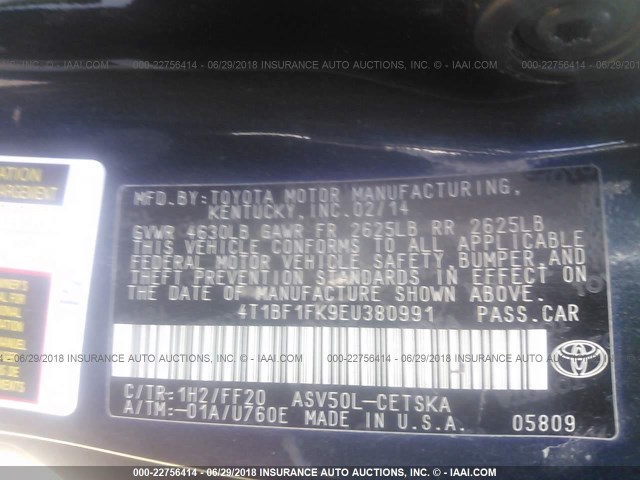 000-22756414 - 06/29/2018 INSURANCE AUTO AUCTIONS, INC. - © IAAI.COM
ATION
HARGEMENT
MFD.BY:TOYOTA MOTOR MANUFACTURING,
KENTUCKY,INC.02/14
GVWR 4630LB GAWR FR 2625LB RR 2625LB
THIS VEHICLE CONFORMS TO ALL APPLICABLE
FEDERAL MOTOR VEHICLE SAFETY, BUMPER,AND
THEFT PREVENTION STANDARDS IN EFFECT ON
THE DATE OF MANUFACTURE SHOWN ABOVE.
4T1BF1FK9EU380991 PASS.CAR
C/TR:1H2/FF20 ASV50L-CETSKA
A/TM:-01A/U760E MADE IN U.S.A. 05809
TOYOTA
000-22756414 - 06/29/2018 INSURANCE AUTO AUCTIONS, INC. - © IAAI.COM
000-22756414 - 06/29/2018 INSURANCE AUTO AUCTIONS, INC. - © IAAI.COM